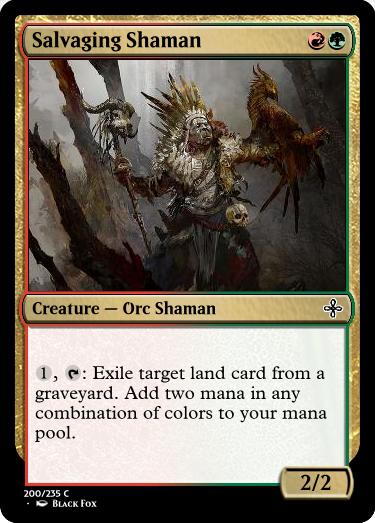 Salvaging Shaman
Creature — Orc Shaman
1, : Exile target land card from a
graveyard. Add two mana in any
combination of colors to your mana
pool.
2/2
200/235 C
· Black Fox